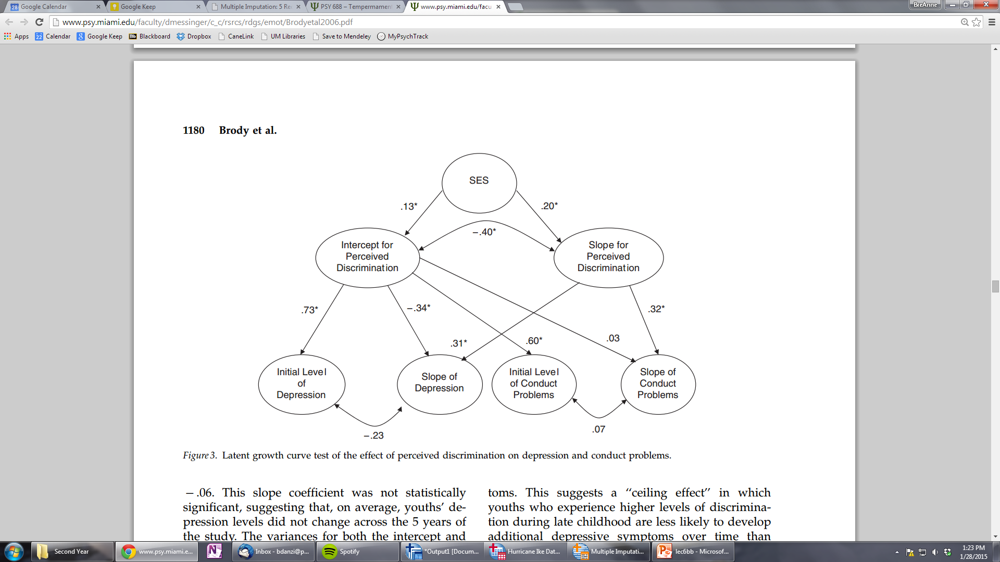 Google Calendar
Google Keep
Multiple Imputation: 5 Re
PSY 688 – Tempermamen
www.psy.miami.edu/facu
BreAnne
www.psy.miami.edu/faculty/dmessinger/c_c/rsrcs/rdgs/emot/Brodyetal2006.pdf
Apps
22 Calendar
8 Google Keep
Bb Blackboard
Dropbox
CaneLink
UM Libraries
Save to Mendeley
MyPsychTrack
1180 Brody et al.
SES
.13*
.20*
−.40*
Intercept for
Perceived
Discrimination
Slope for
Perceived
Discrimination
.73*
−.34*
.32*
.31*
.60*
.03
Initial Level
of
Depression
Slope of
Depression
Initial Level
of Conduct
Problems
Slope of
Conduct
Problems
−.23
.07
Figure 3. Latent growth curve test of the effect of perceived discrimination on depression and conduct problems.
− .06. This slope coefficient was not statistically
significant, suggesting that, on average, youths’ de-
pression levels did not change across the 5 years of
the study. The variances for both the intercept and
toms. This suggests a ‘‘ceiling effect’’ in which
youths who experience higher levels of discrimina-
tion during late childhood are less likely to develop
additional depressive symptoms over time than
Second Year
www.psy.miami.e...
N
Inbox - bdanzi@p...
Spotify
*Output1 [Docum...
Hurricane Ike Dat...
Multiple Imputati...
lec6bb - Microsof...
1:23 PM
1/28/2015